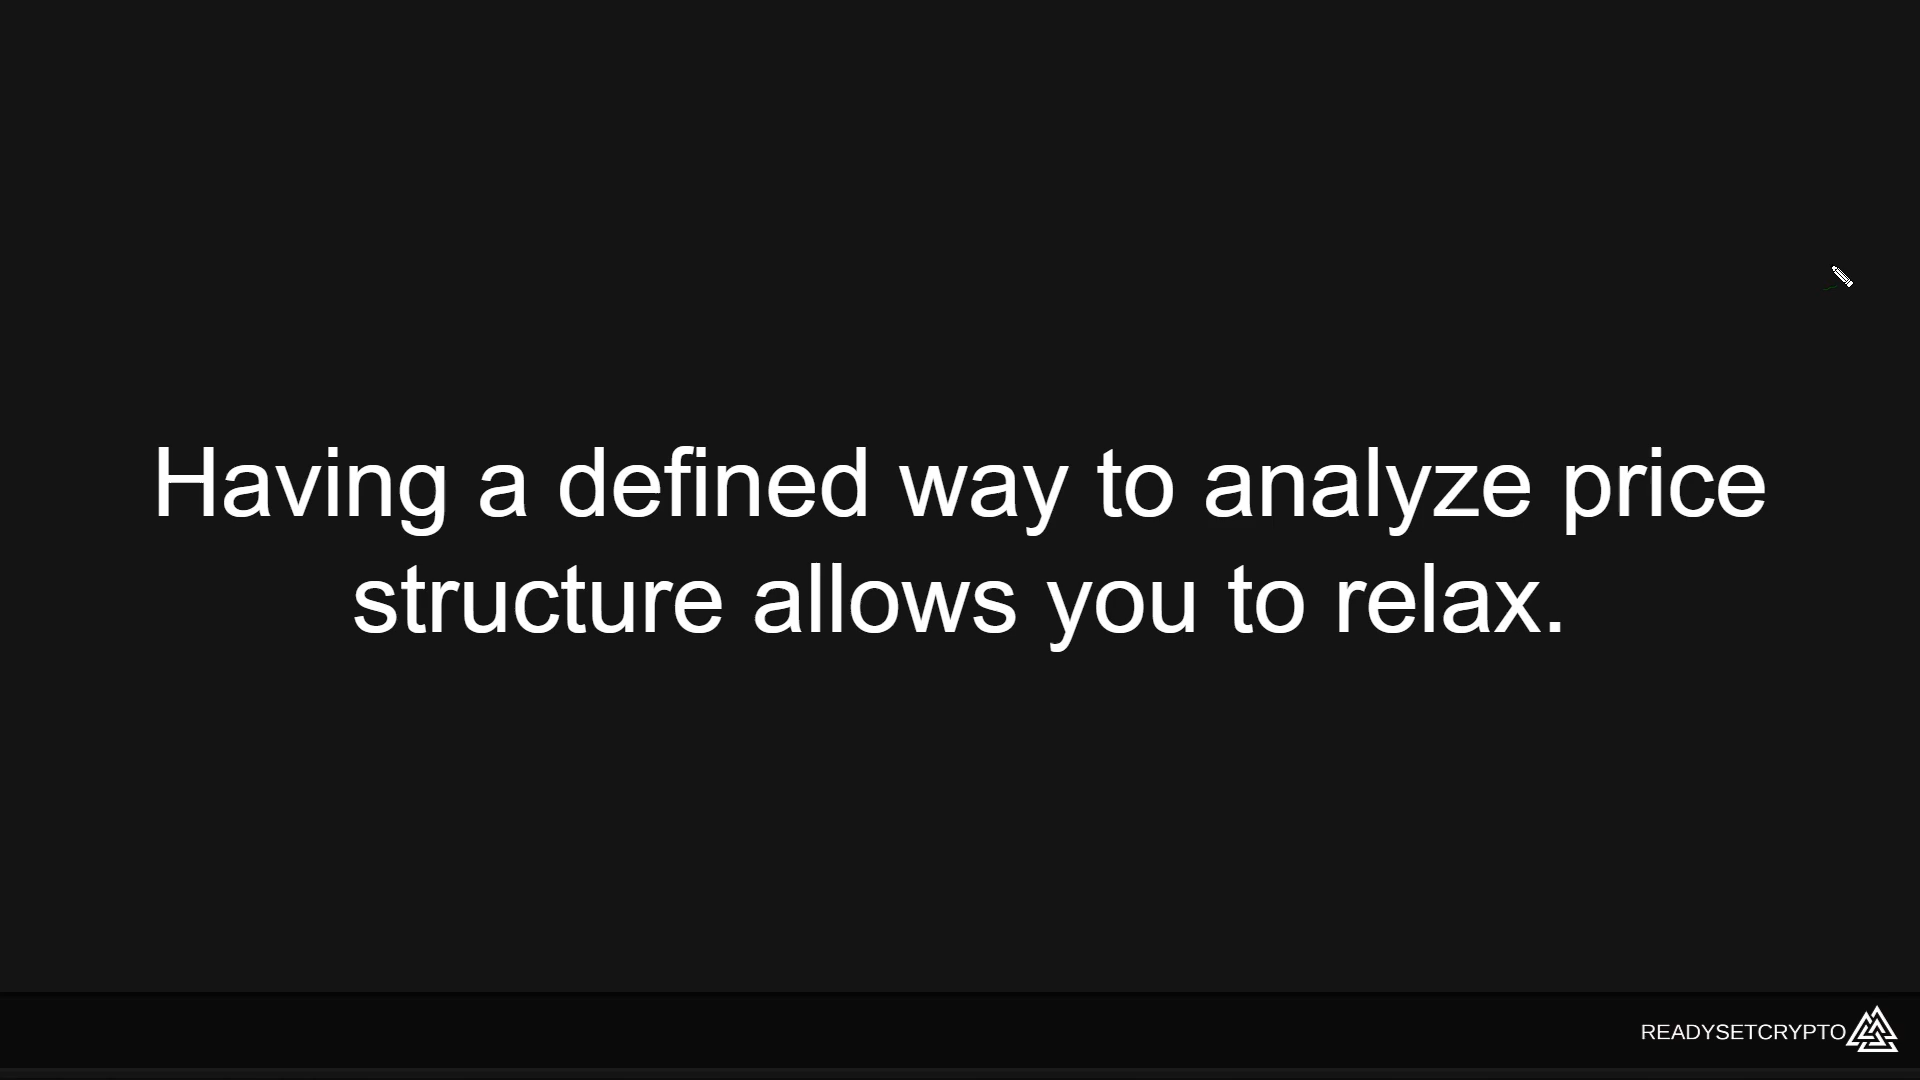 Having a defined way to analyze price
structure allows you to relax.
READYSETCRYPTO